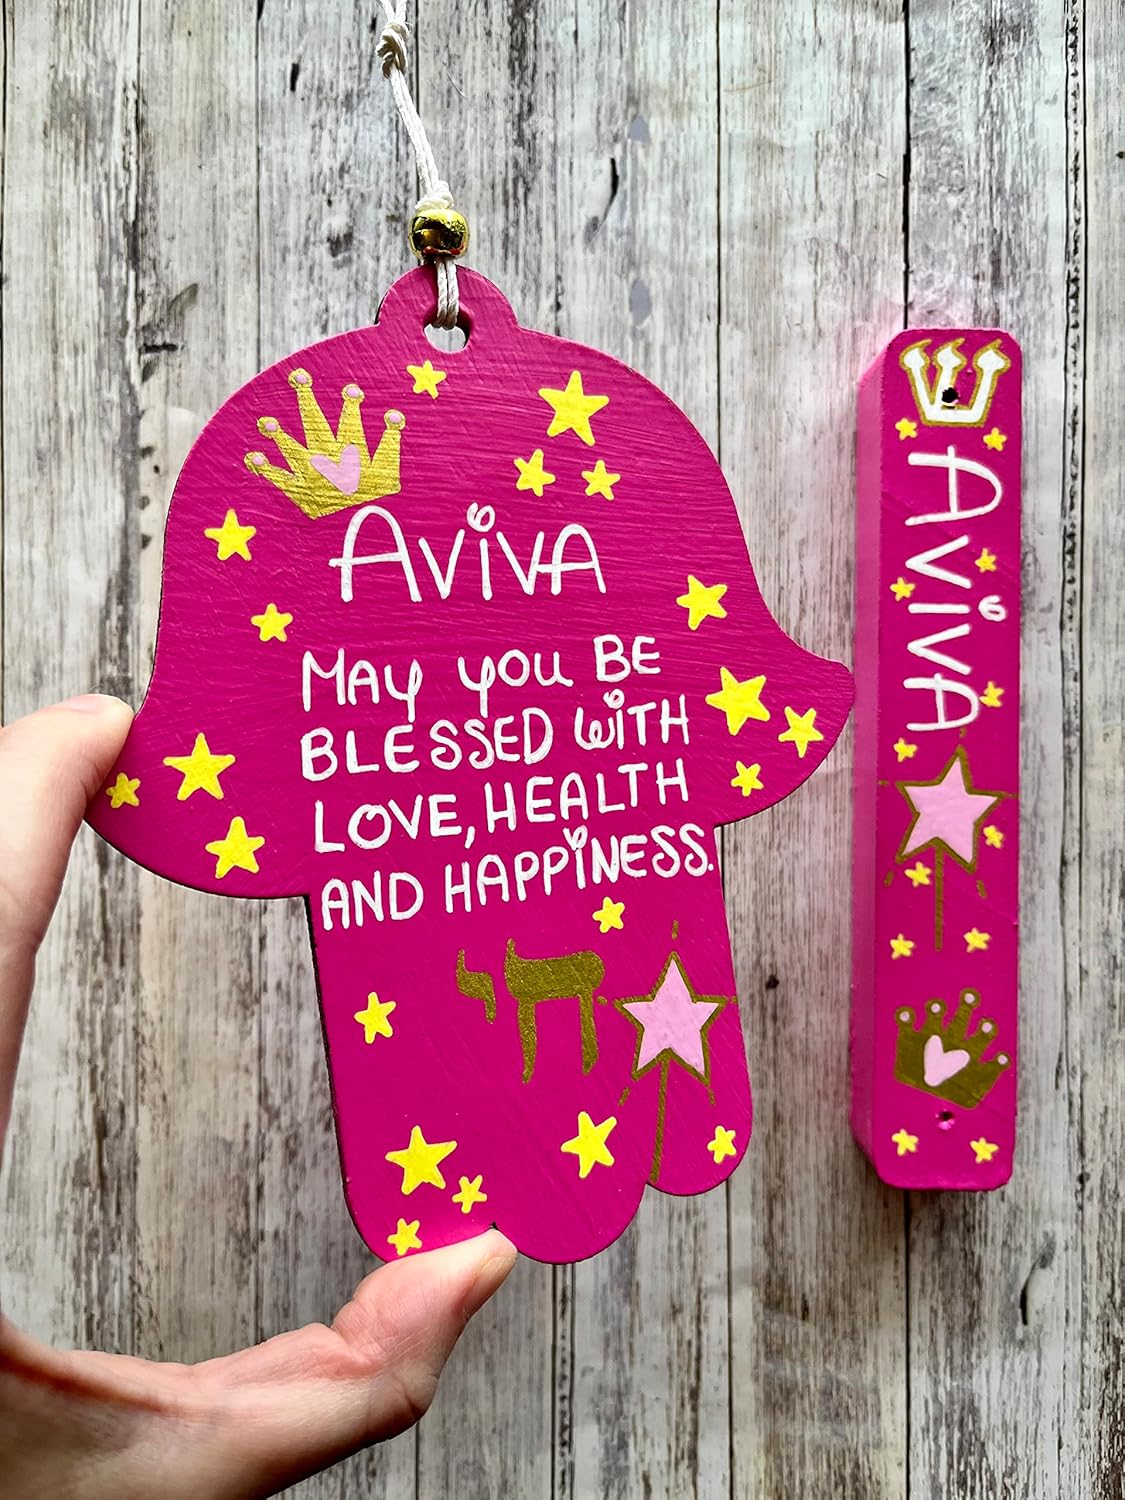 Aviva
May you be
blessed with
love, health
and happiness.
חי
ש
Aviva